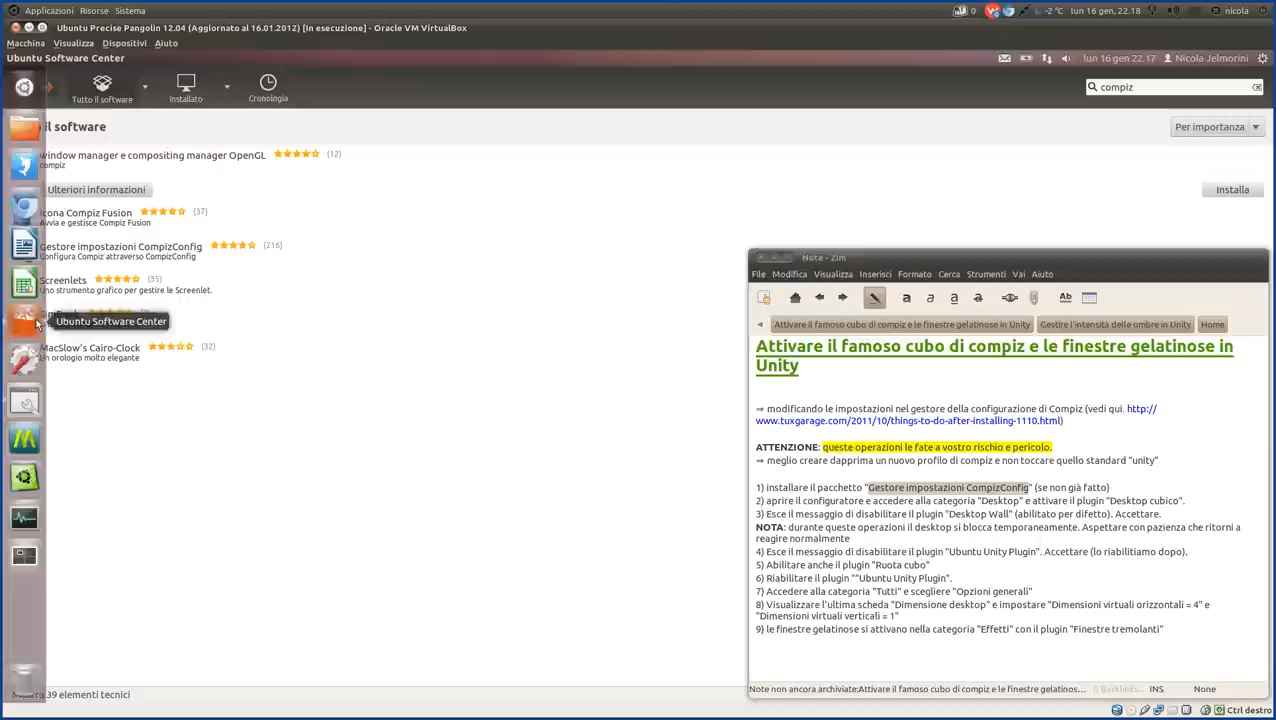 Applicazioni Risorse Sistema
0
-2 °C
lun 16 gen, 22.18
nicola
Ubuntu Precise Pangolin 12.04 (Aggiornato al 16.01.2012) [In esecuzione] - Oracle VM VirtualBox
Macchina Visualizza Dispositivi Aiuto
Ubuntu Software Center
lun 16 gen 22.17
Nicola Jelmorini
Tutto il software
Installato
Cronologia
compiz
il software
Per importanza
window manager e compositing manager OpenGL (12)
compiz
Ulteriori informazioni
Installa
Icona Compiz Fusion (37)
Avvia e gestisce Compiz Fusion
Gestore impostazioni CompizConfig (216)
Configura Compiz attraverso CompizConfig
Screenlets (35)
Uno strumento grafico per gestire le Screenlet.
Ubuntu Software Center
MacSlow's Cairo-Clock (32)
Un orologio molto elegante
39 elementi tecnici
Note - Zim
File Modifica Visualizza Inserisci Formato Cerca Strumenti Vai Aiuto
a a a a Ab
Attivare il famoso cubo di compiz e le finestre gelatinose in Unity
Gestire l'intensità delle ombre in Unity
Home
Attivare il famoso cubo di compiz e le finestre gelatinose in
Unity
⇒ modificando le impostazioni nel gestore della configurazione di Compiz (vedi qui. http://
www.tuxgarage.com/2011/10/things-to-do-after-installing-1110.html)
ATTENZIONE: queste operazioni le fate a vostro rischio e pericolo.
⇒ meglio creare dapprima un nuovo profilo di compiz e non toccare quello standard "unity"
1) installare il pacchetto "Gestore impostazioni CompizConfig" (se non già fatto)
2) aprire il configuratore e accedere alla categoria "Desktop" e attivare il plugin "Desktop cubico".
3) Esce il messaggio di disabilitare il plugin "Desktop Wall" (abilitato per difetto). Accettare.
NOTA: durante queste operazioni il desktop si blocca temporaneamente. Aspettare con pazienza che ritorni a
reagire normalmente
4) Esce il messaggio di disabilitare il plugin "Ubuntu Unity Plugin". Accettare (lo riabilitiamo dopo).
5) Abilitare anche il plugin "Ruota cubo"
6) Riabilitare il plugin ""Ubuntu Unity Plugin".
7) Accedere alla categoria "Tutti" e scegliere "Opzioni generali"
8) Visualizzare l'ultima scheda "Dimensione desktop" e impostare "Dimensioni virtuali orizzontali = 4" e
"Dimensioni virtuali verticali = 1"
9) le finestre gelatinose si attivano nella categoria "Effetti" con il plugin "Finestre tremolanti"
Note non ancora archiviate:Attivare il famoso cubo di compiz e le finestre gelatinos...
INS
None
Ctrl destro